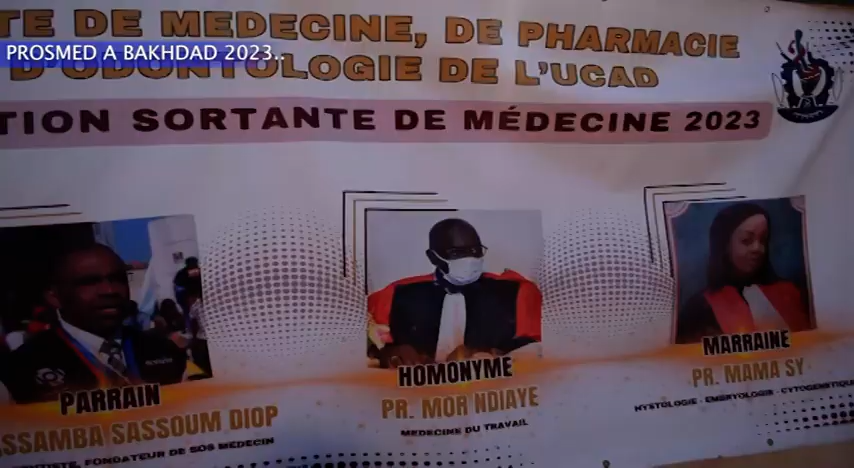 TE DE MEDECINE, DE PHARMACIE
PROSMED A BAKHDAD 2023..
D'ODONTOLOGIE DE L'UCAD
TION SORTANTE DE MÉDECINE 2023
PARRAIN
SSAMBA SASSOUM DIOP
FONDATEUR DE SOS MEDECIN
HOMONYME
PR. MOR NDIAYE
MEDECINE DU TRAVAIL
MARRAINE
PR. MAMA SY
HYSTOLOGIE - EMBRYOLOGIE - CYTOGENETIQUE